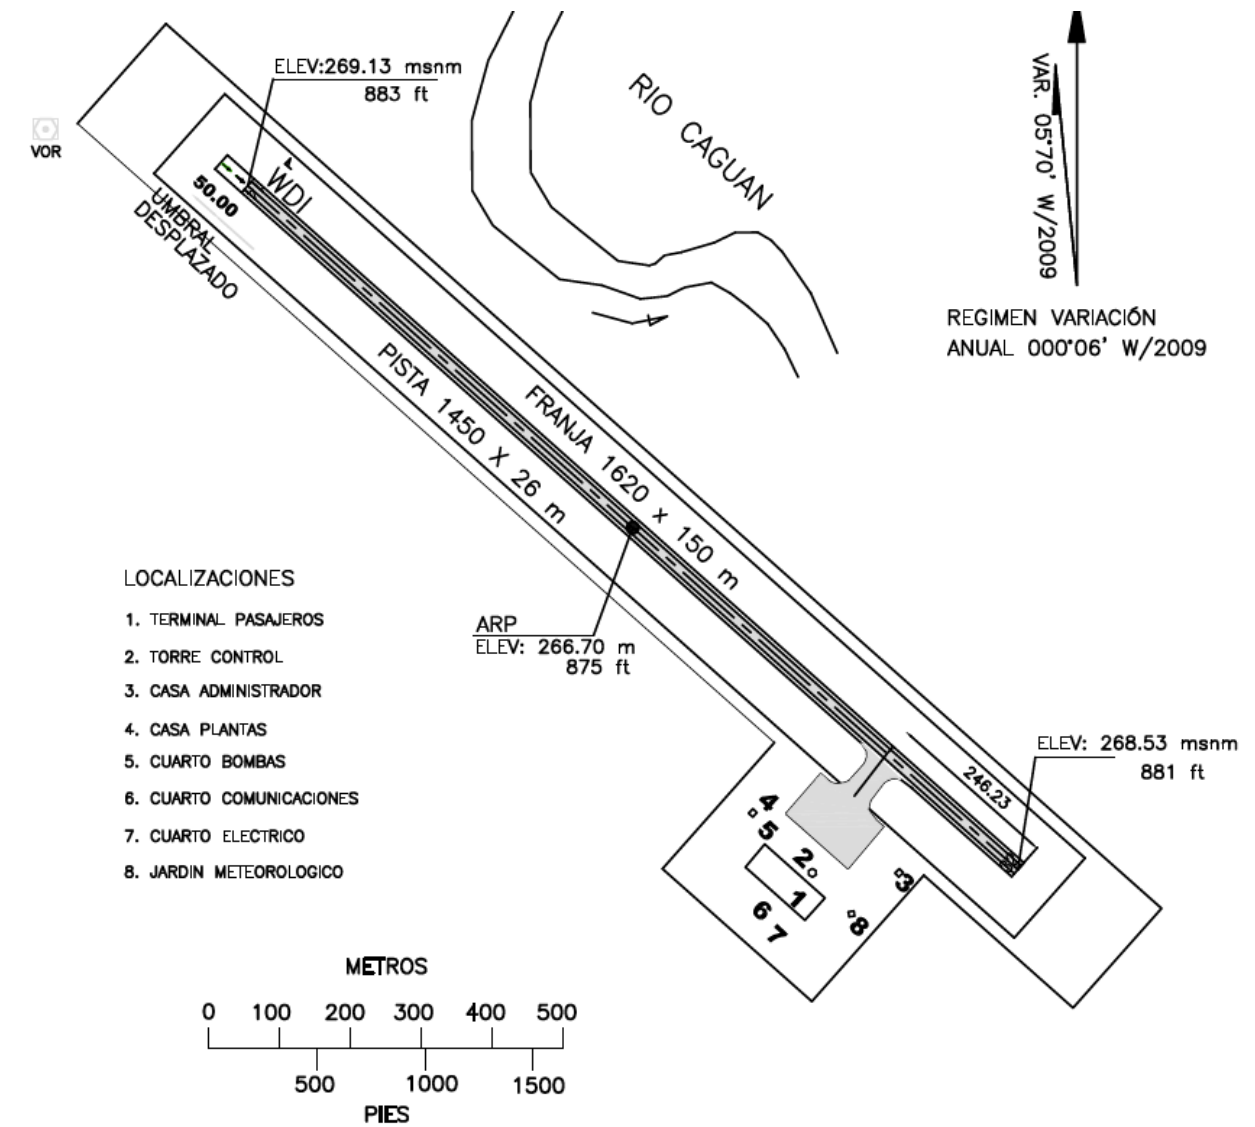 ELEV:269.13 msnm
883 ft
VOR
WDI
50.00
UMBRAL
DESPLAZADO
RIO CAGUAN
VAR. 05°70' W/2009
REGIMEN VARIACIÓN
ANUAL 000°06' W/2009
PISTA 1450 X 26 m
FRANJA 1620 x 150 m
ARP
ELEV: 266.70 m
875 ft
ELEV: 268.53 msnm
881 ft
246.23
LOCALIZACIONES
1. TERMINAL PASAJEROS
2. TORRE CONTROL
3. CASA ADMINISTRADOR
4. CASA PLANTAS
5. CUARTO BOMBAS
6. CUARTO COMUNICACIONES
7. CUARTO ELECTRICO
8. JARDIN METEOROLOGICO
4
5
2
1
3
6
7
8
METROS
0 100 200 300 400 500
500 1000 1500
PIES